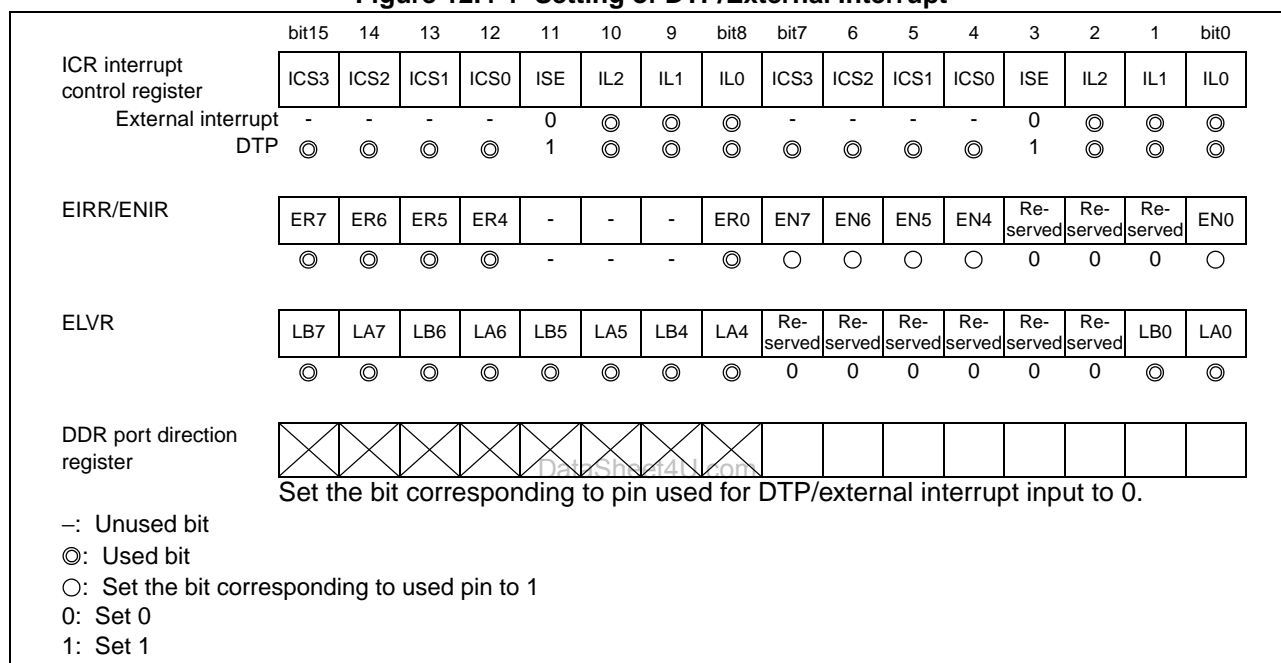 Figure 12.4-1 Setting of DTP/External Interrupt
bit15 14 13 12 11 10 9 bit8 bit7 6 5 4 3 2 1 bit0
ICR interrupt control register
ICS3 ICS2 ICS1 ICS0 ISE IL2 IL1 IL0 ICS3 ICS2 ICS1 ICS0 ISE IL2 IL1 IL0
External interrupt - - - - 0 ◎ ◎ ◎ - - - - 0 ◎ ◎ ◎
DTP ◎ ◎ ◎ ◎ 1 ◎ ◎ ◎ ◎ ◎ ◎ ◎ 1 ◎ ◎ ◎
EIRR/ENIR
ER7 ER6 ER5 ER4 - - - ER0 EN7 EN6 EN5 EN4 Re-served Re-served Re-served EN0
◎ ◎ ◎ ◎ - - - ◎ ○ ○ ○ ○ 0 0 0 ○
ELVR
LB7 LA7 LB6 LA6 LB5 LA5 LB4 LA4 Re-served Re-served Re-served Re-served Re-served Re-served LB0 LA0
◎ ◎ ◎ ◎ ◎ ◎ ◎ ◎ 0 0 0 0 0 0 ◎ ◎
DDR port direction register
DataSheet4U.com
Set the bit corresponding to pin used for DTP/external interrupt input to 0.
–: Unused bit
◎: Used bit
○: Set the bit corresponding to used pin to 1
0: Set 0
1: Set 1